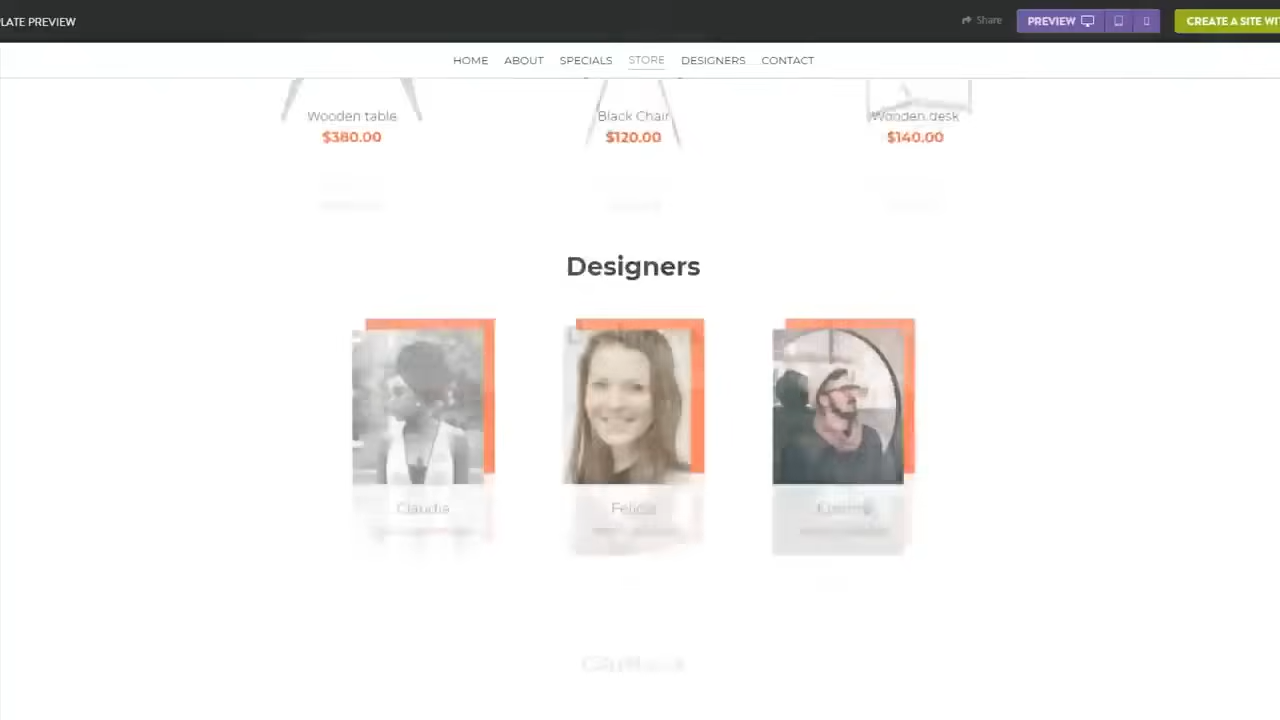 LATE PREVIEW
Share
PREVIEW
CREATE A SITE WIT
HOME ABOUT SPECIALS STORE DESIGNERS CONTACT
Wooden table Black Chair Wooden desk
$380.00 $120.00 $140.00
Designers
Claudia Felicia